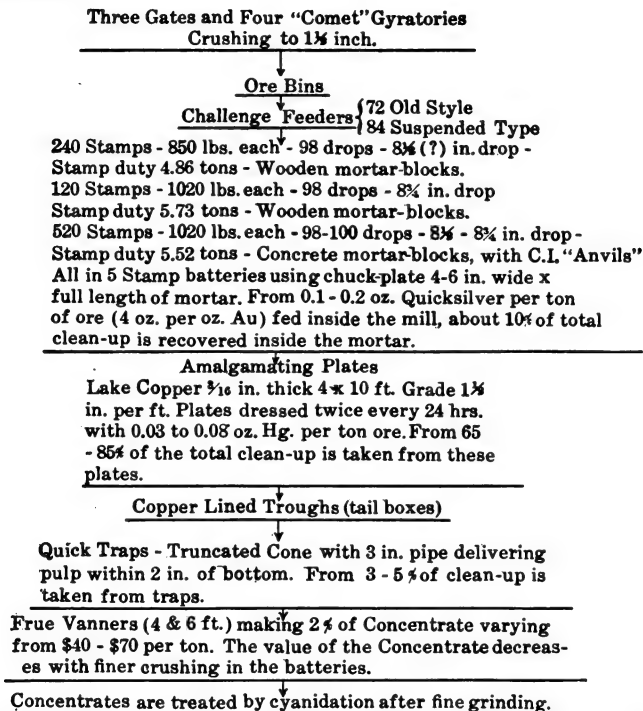 Three Gates and Four “Comet” Gyratories
Crushing to 1½ inch.
Ore Bins
Challenge Feeders { 72 Old Style
84 Suspended Type
240 Stamps - 850 lbs. each - 98 drops - 8½ (?) in. drop -
Stamp duty 4.86 tons - Wooden mortar-blocks.
120 Stamps - 1020 lbs. each - 98 drops - 8¾ in. drop
Stamp duty 5.73 tons - Wooden mortar-blocks.
520 Stamps - 1020 lbs. each - 98-100 drops - 8½ - 8¾ in. drop -
Stamp duty 5.52 tons - Concrete mortar-blocks, with C.I. “Anvils”
All in 5 Stamp batteries using chuck-plate 4-6 in. wide x
full length of mortar. From 0.1 - 0.2 oz. Quicksilver per ton
of ore (4 oz. per oz. Au) fed inside the mill, about 10% of total
clean-up is recovered inside the mortar.
Amalgamating Plates
Lake Copper 5/16 in. thick 4 x 10 ft. Grade 1½
in. per ft. Plates dressed twice every 24 hrs.
with 0.03 to 0.08 oz. Hg. per ton ore. From 65
- 85% of the total clean-up is taken from these
plates.
Copper Lined Troughs (tail boxes)
Quick Traps - Truncated Cone with 3 in. pipe delivering
pulp within 2 in. of bottom. From 3 - 5% of clean-up is
taken from traps.
Frue Vanners (4 & 6 ft.) making 2% of Concentrate varying
from $40 - $70 per ton. The value of the Concentrate decreas-
es with finer crushing in the batteries.
Concentrates are treated by cyanidation after fine grinding.